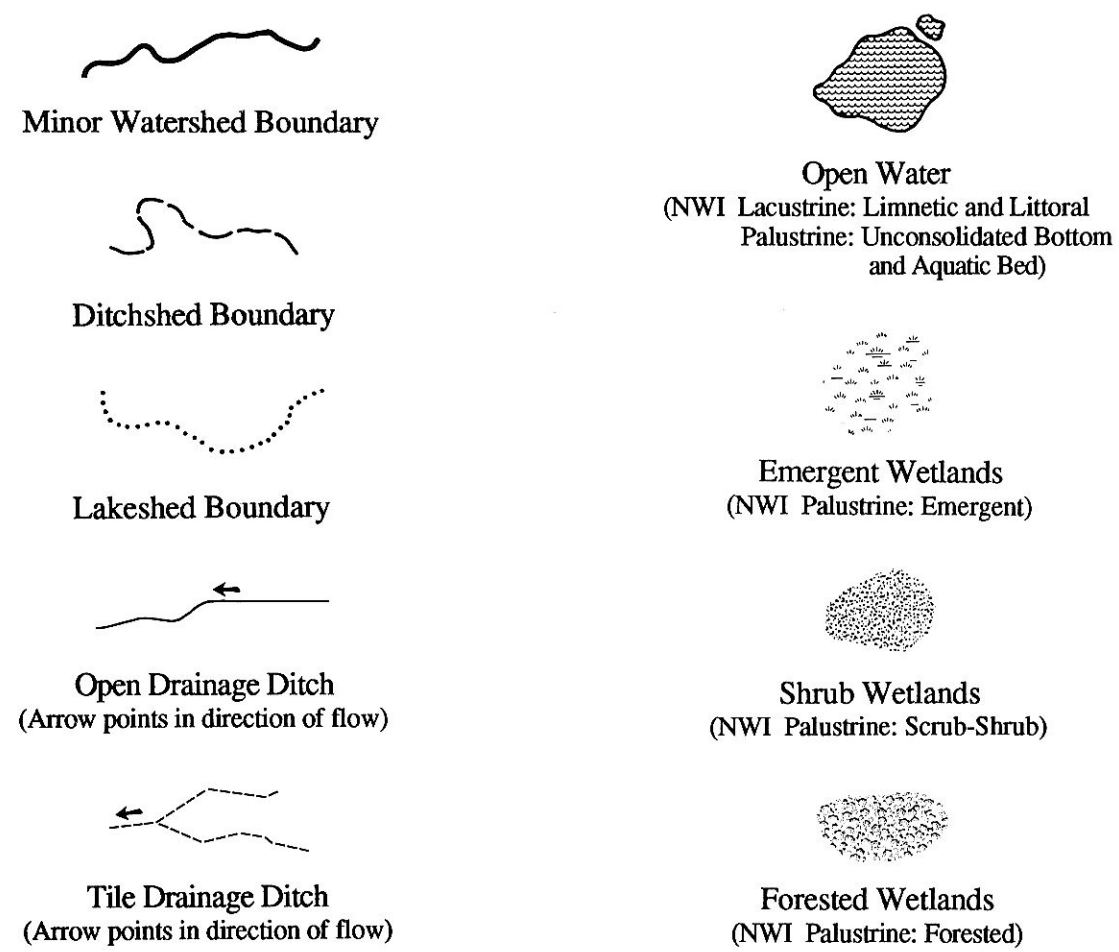 Minor Watershed Boundary
Ditchshed Boundary
Lakeshed Boundary
Open Drainage Ditch
(Arrow points in direction of flow)
Tile Drainage Ditch
(Arrow points in direction of flow)
Open Water
(NWI Lacustrine: Limnetic and Littoral
Palustrine: Unconsolidated Bottom
and Aquatic Bed)
Emergent Wetlands
(NWI Palustrine: Emergent)
Shrub Wetlands
(NWI Palustrine: Scrub-Shrub)
Forested Wetlands
(NWI Palustrine: Forested)